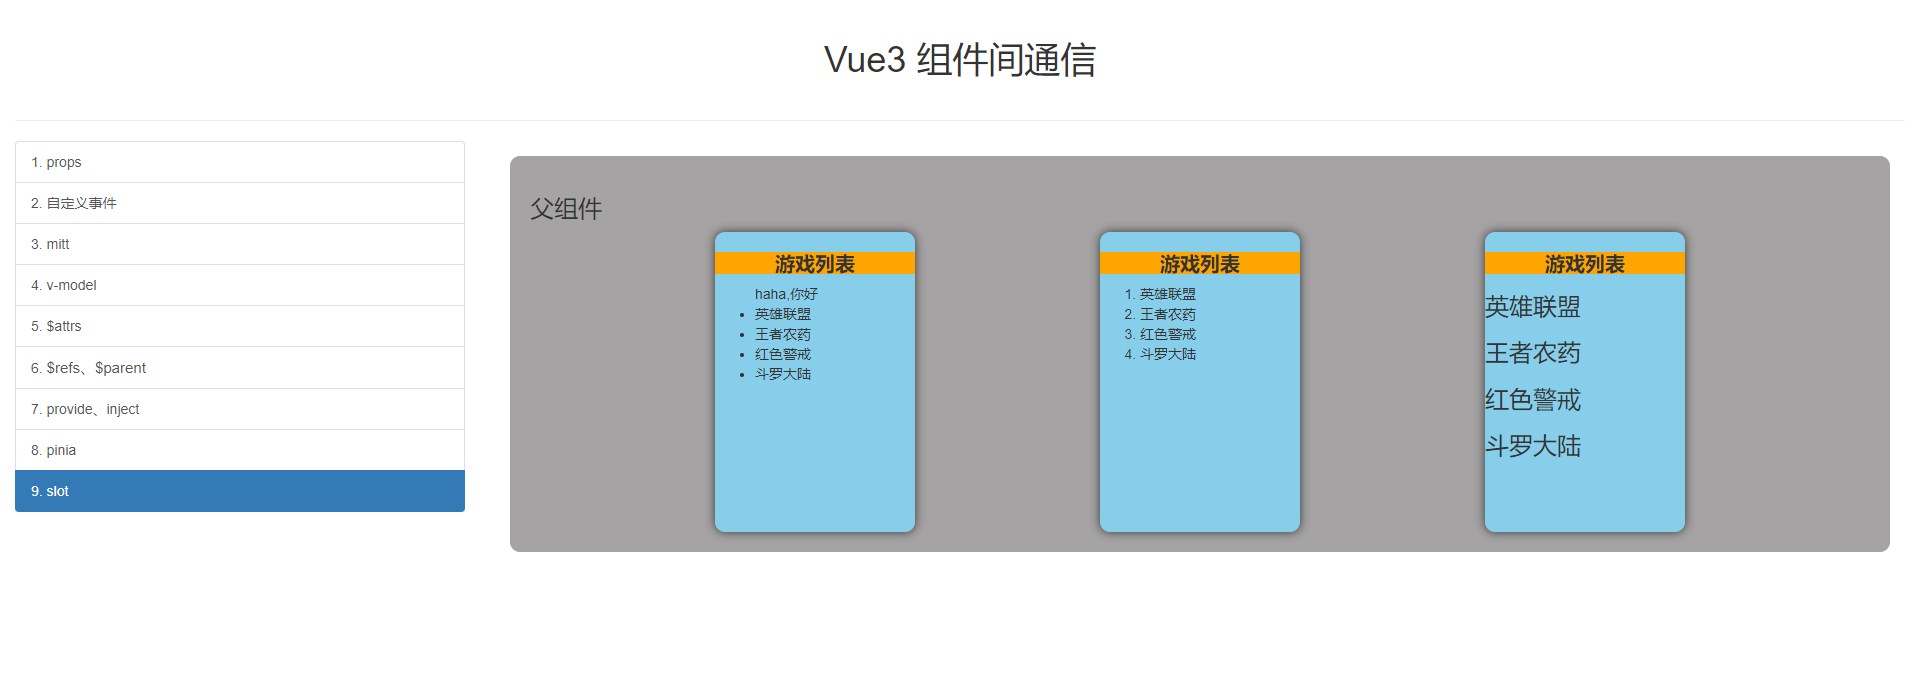 Vue3 组件间通信
1. props
2. 自定义事件
3. mitt
4. v-model
5. $attrs
6. $refs、$parent
7. provide、inject
8. pinia
9. slot
父组件
游戏列表
haha,你好
• 英雄联盟
• 王者农药
• 红色警戒
• 斗罗大陆
游戏列表
1. 英雄联盟
2. 王者农药
3. 红色警戒
4. 斗罗大陆
游戏列表
英雄联盟
王者农药
红色警戒
斗罗大陆